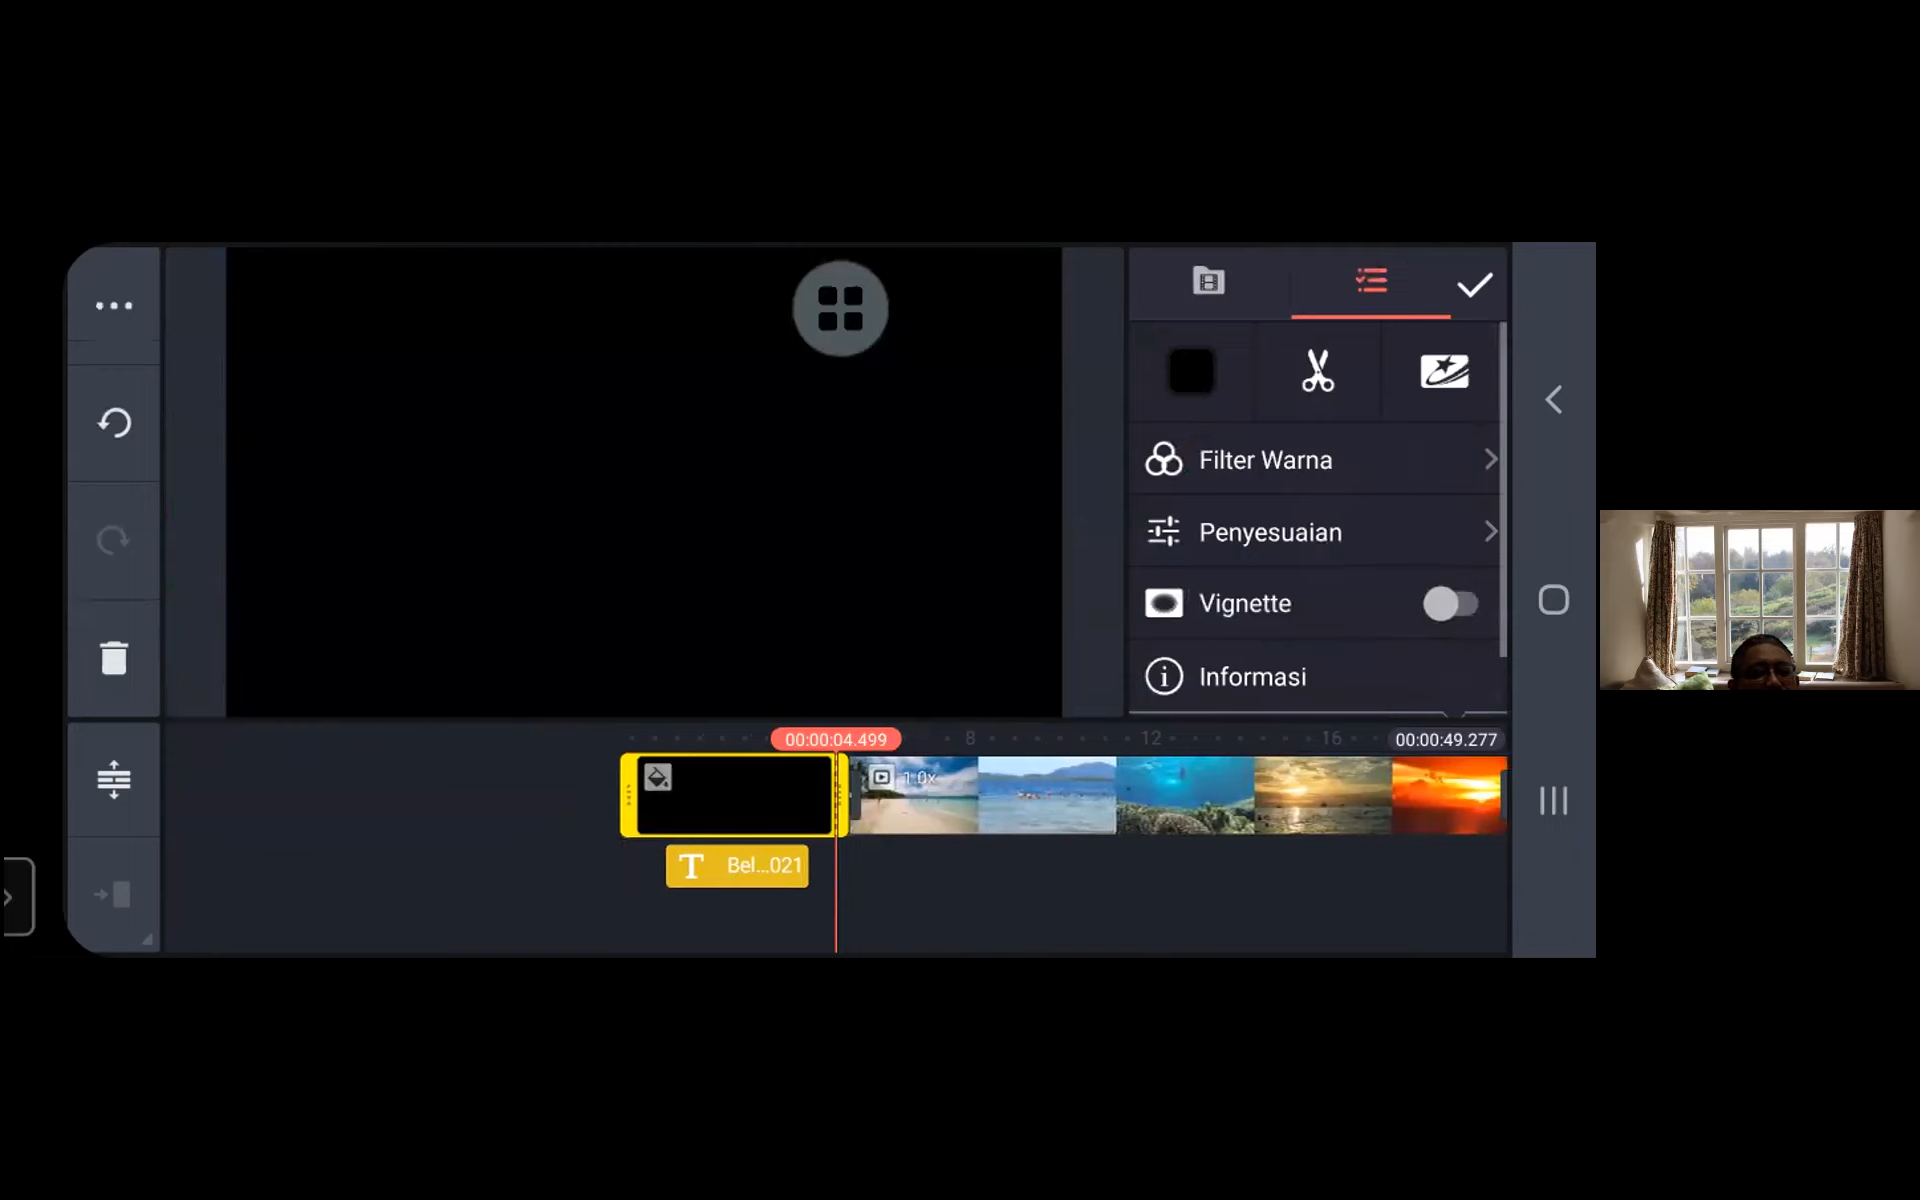 Filter Warna
Penyesuaian
Vignette
Informasi
00:00:04.499
8
12
16
00:00:49.277
1.0x
T Bel...021